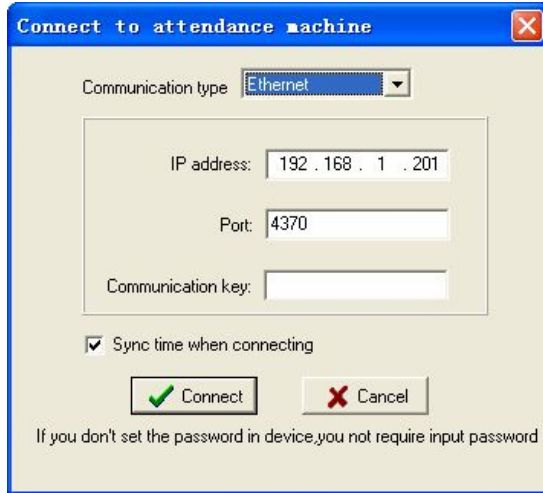 Connect to attendance machine
Communication type Ethernet
IP address: 192 . 168 . 1 . 201
Port: 4370
Communication key:
Sync time when connecting
Connect Cancel
If you don't set the password in device,you not require input password